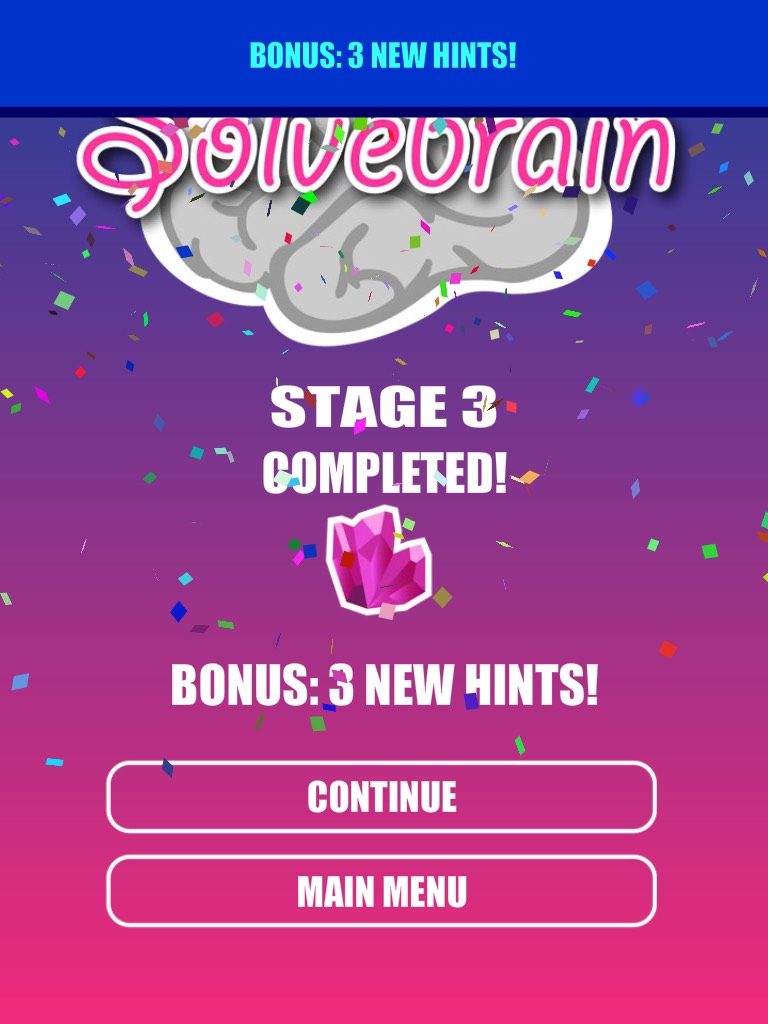 BONUS: 3 NEW HINTS!
Solvebrain
STAGE 3
COMPLETED!
BONUS: 3 NEW HINTS!
CONTINUE
MAIN MENU